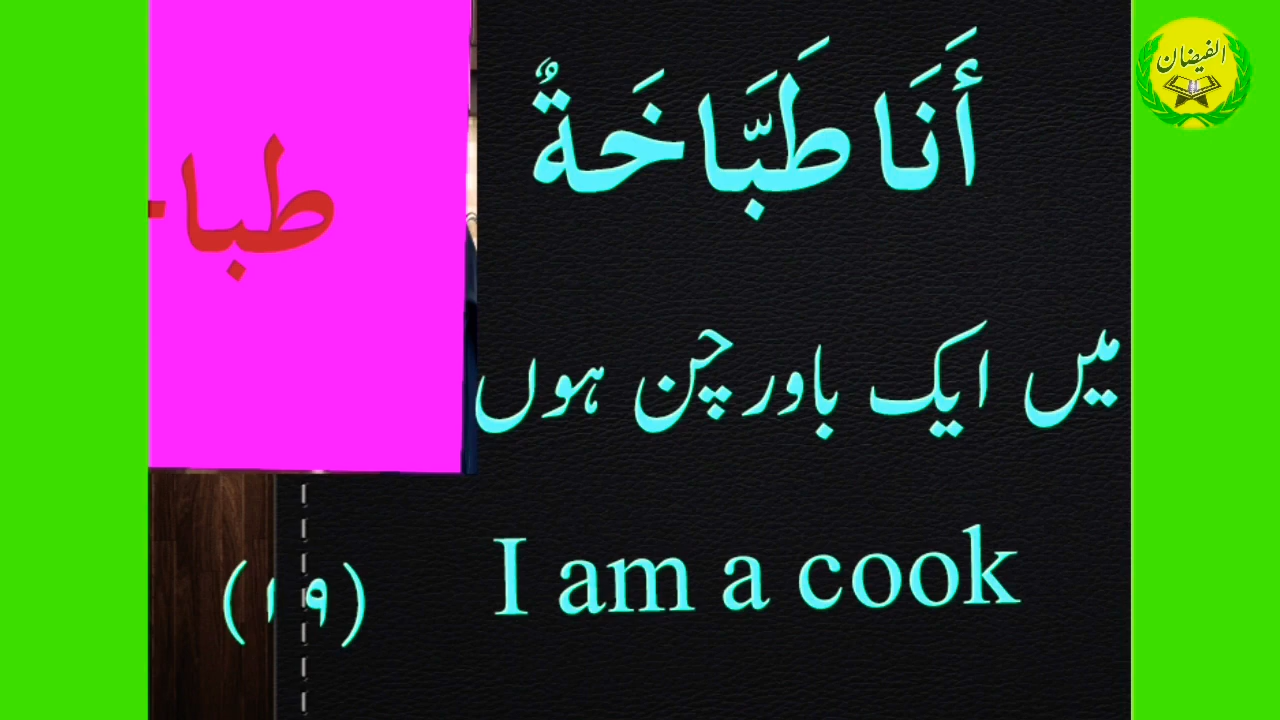 الفیضان
أَنَا طَبَّاخَةٌ
طبا
میں ایک باورچن ہوں
I am a cook
(١٩)